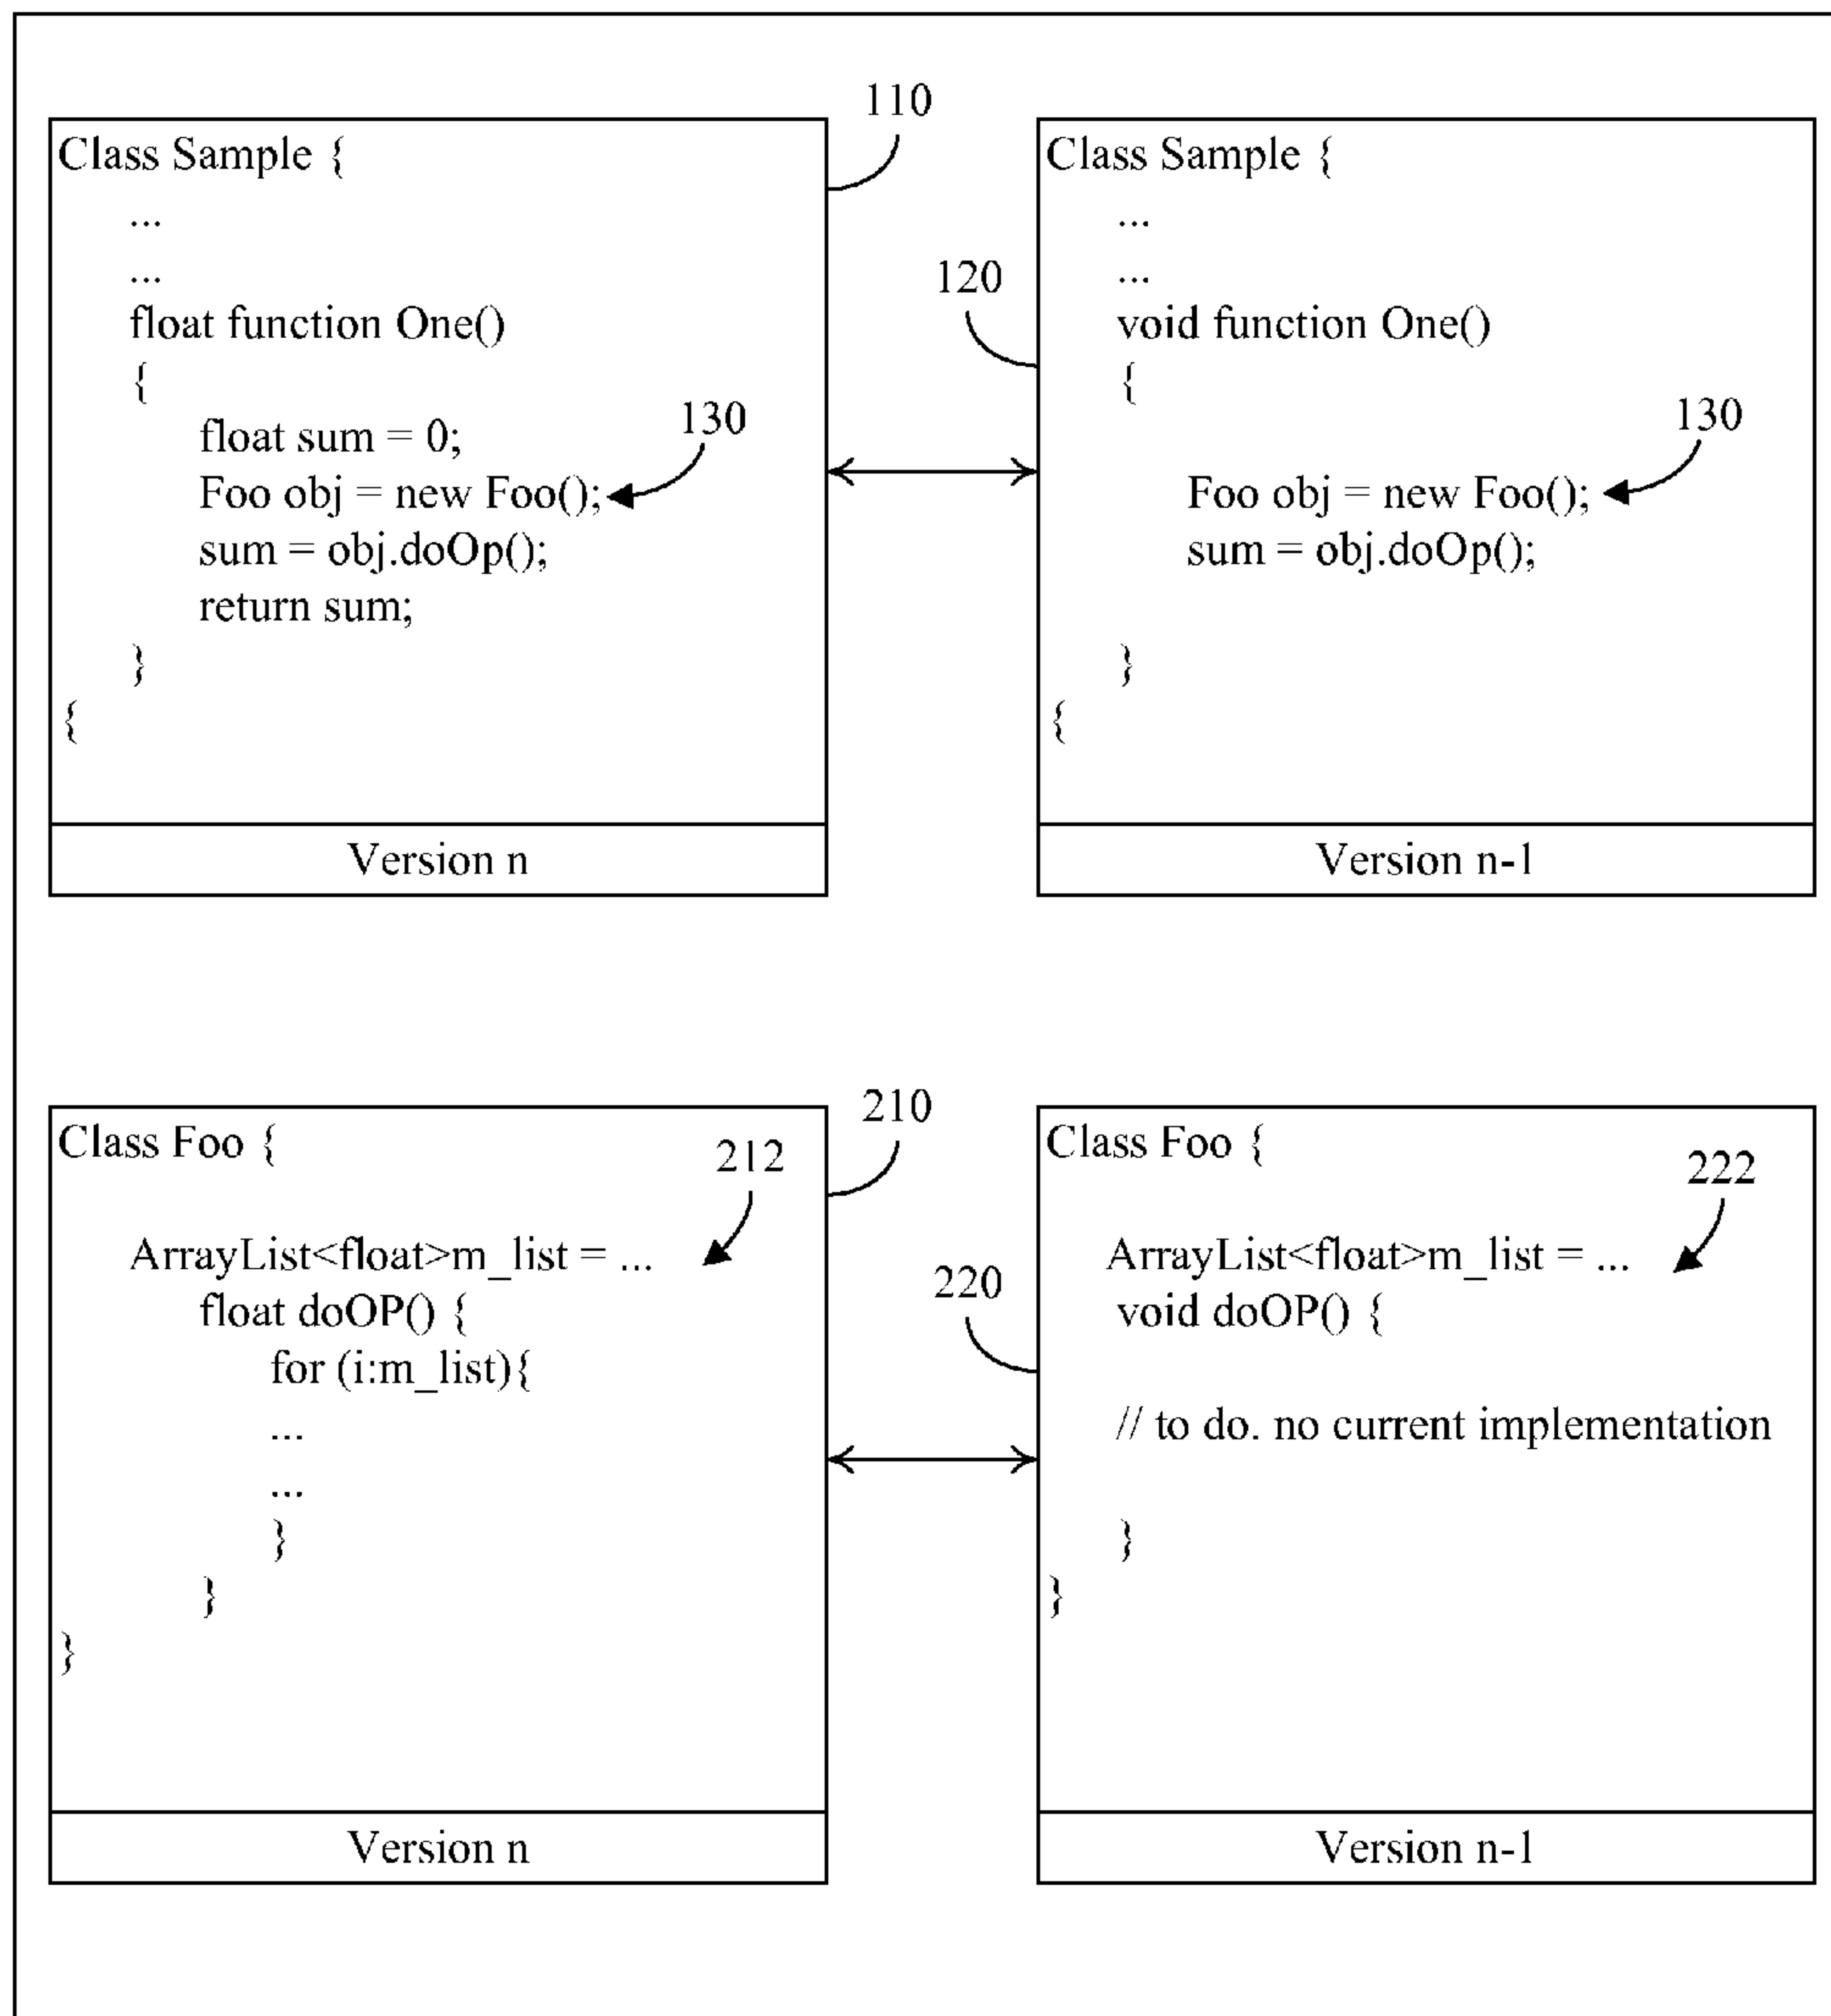 110
Class Sample {
...
...
float function One()
{
float sum = 0;
130
Foo obj = new Foo();
sum = obj.doOp();
return sum;
}
{
Version n
120
Class Sample {
...
...
void function One()
{
130
Foo obj = new Foo();
sum = obj.doOp();
}
{
Version n-1
210
Class Foo {
212
ArrayList<float>m_list = ...
float doOP() {
for (i:m_list){
...
...
}
}
}
Version n
220
Class Foo {
222
ArrayList<float>m_list = ...
void doOP() {
// to do. no current implementation
}
}
Version n-1